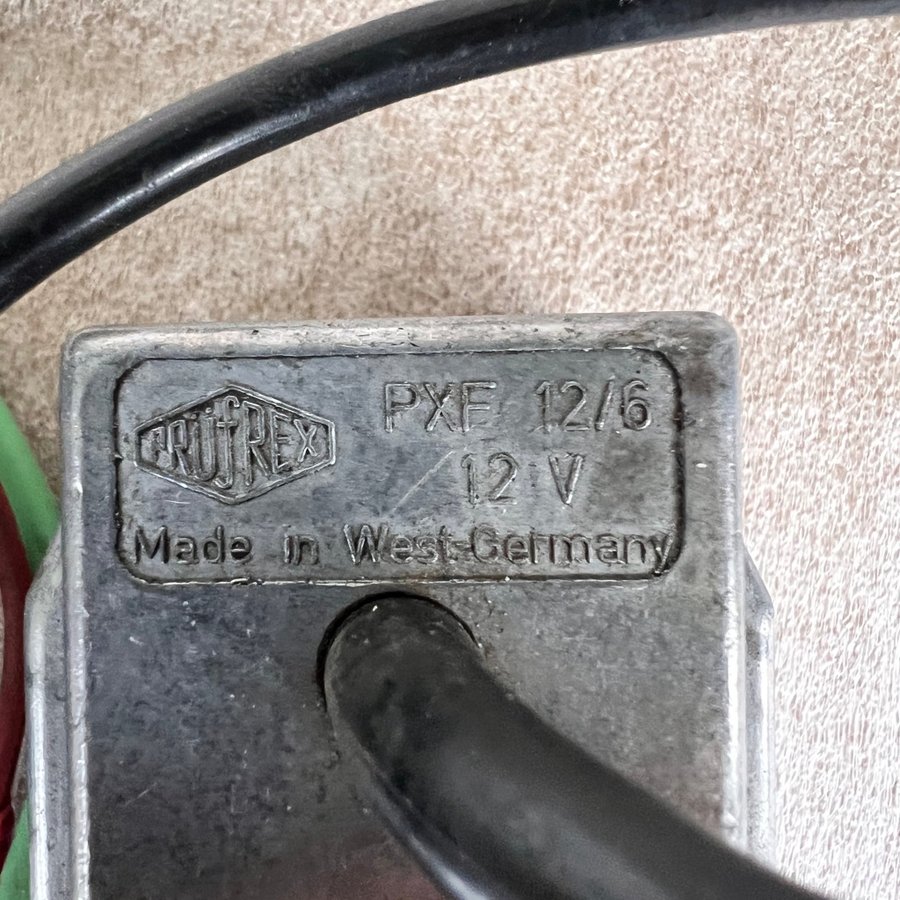 PRÜfREX
PXF 12/6
12 V
Made in West-Germany